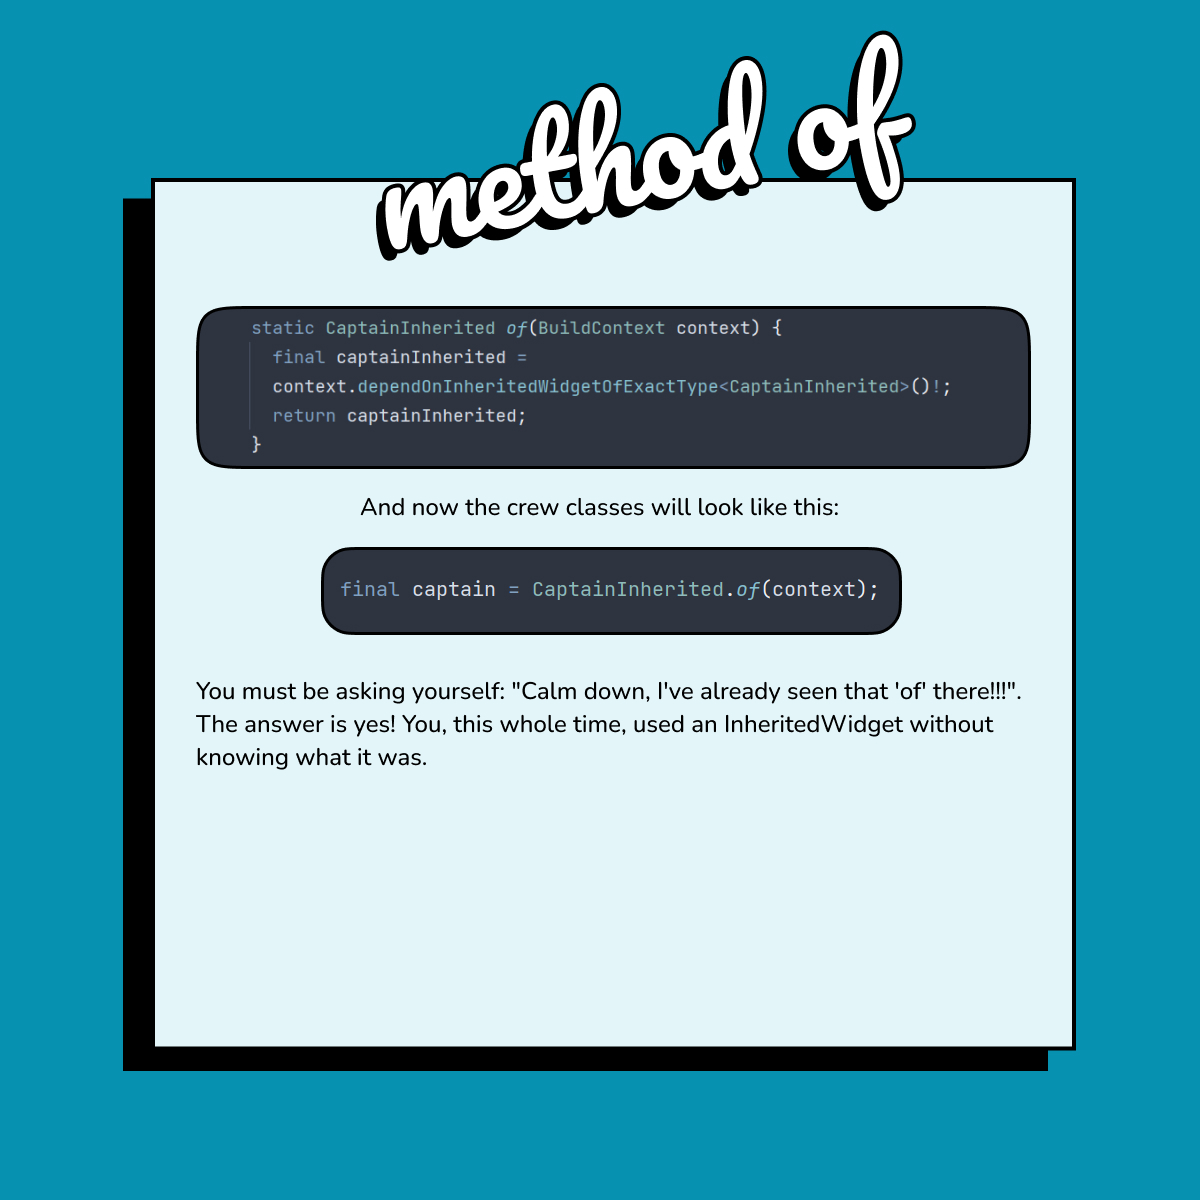 method of
static CaptainInherited of(BuildContext context) {
final captainInherited =
context.dependOnInheritedWidgetOfExactType<CaptainInherited>()!;
return captainInherited;
}
And now the crew classes will look like this:
final captain = CaptainInherited.of(context);
You must be asking yourself: "Calm down, I've already seen that 'of' there!!!".
The answer is yes! You, this whole time, used an InheritedWidget without
knowing what it was.